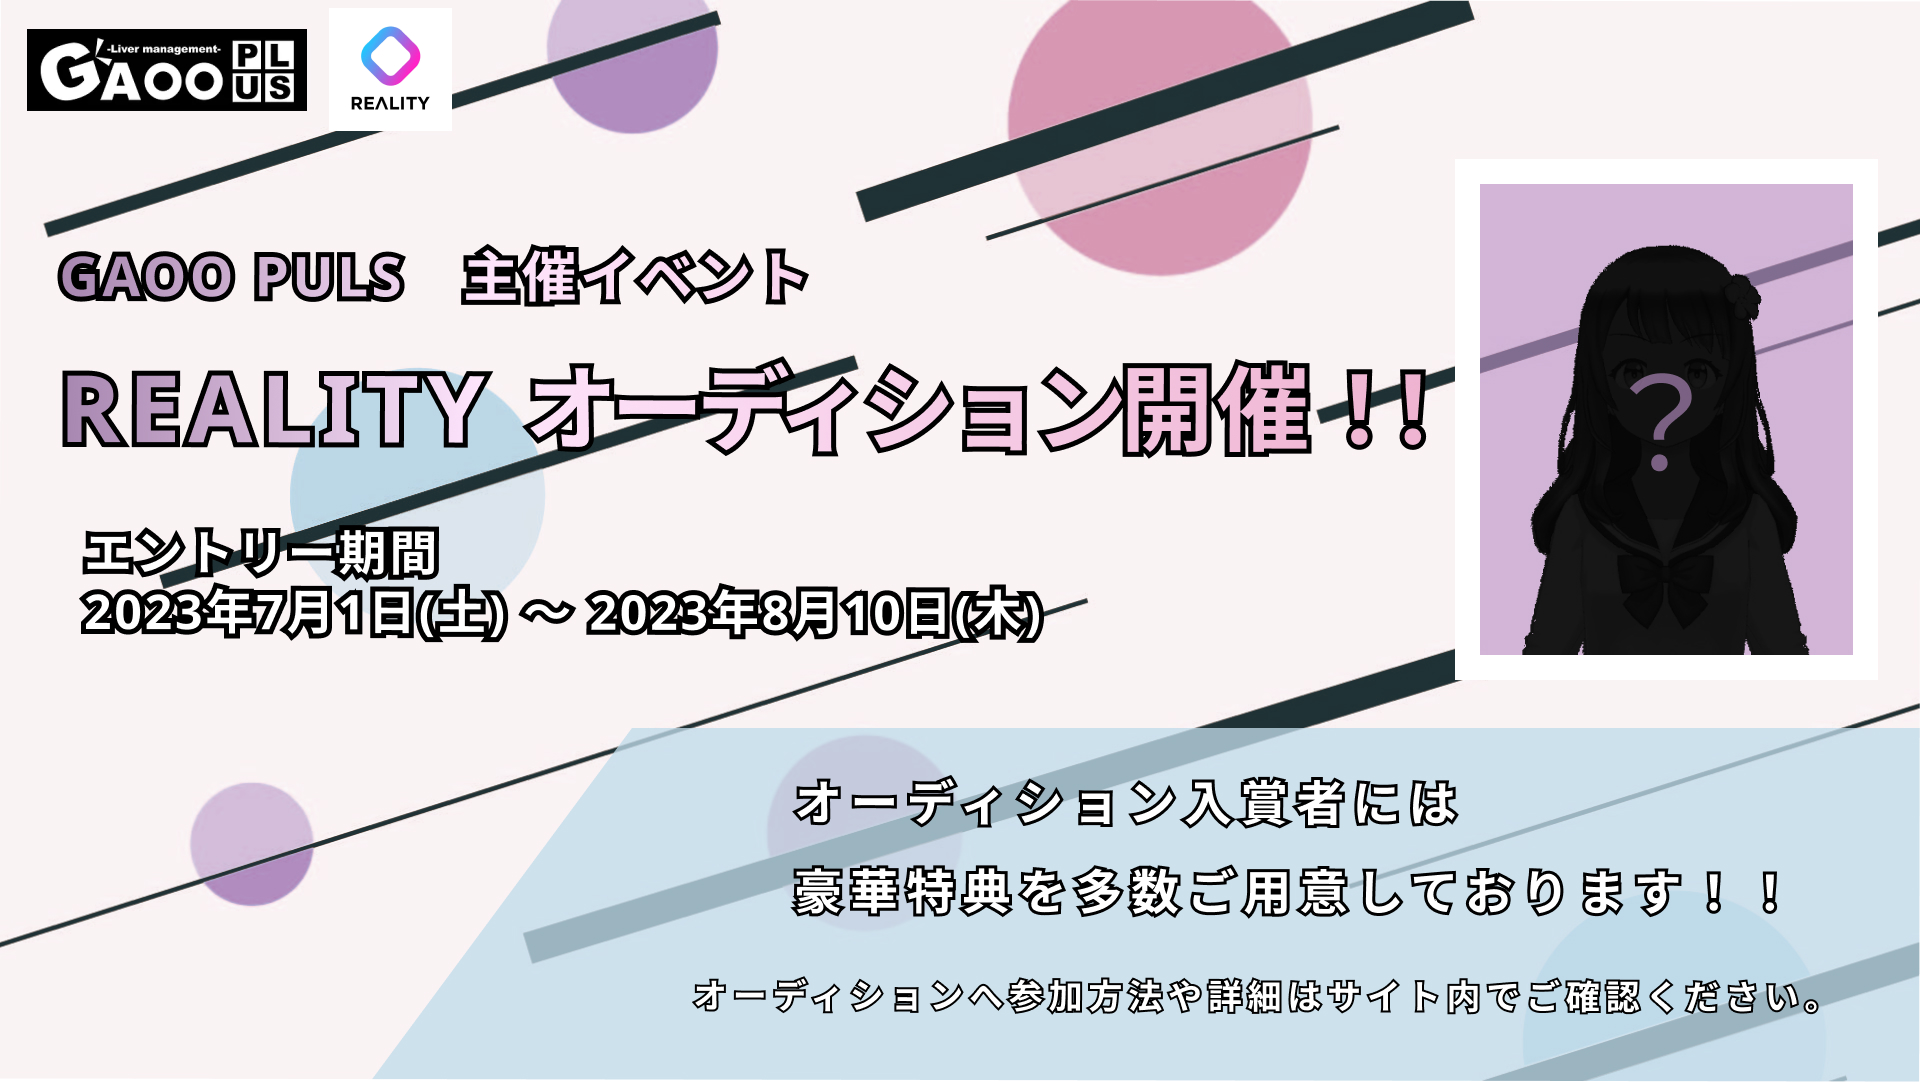 GAOO -Liver management- PLUS
REALITY
GAOO PULS 主催イベント
REALITY オーディション開催！！
?
エントリー期間
2023年7月1日(土) ～ 2023年8月10日(木)
オーディション入賞者には
豪華特典を多数ご用意しております！！
オーディションへ参加方法や詳細はサイト内でご確認ください。